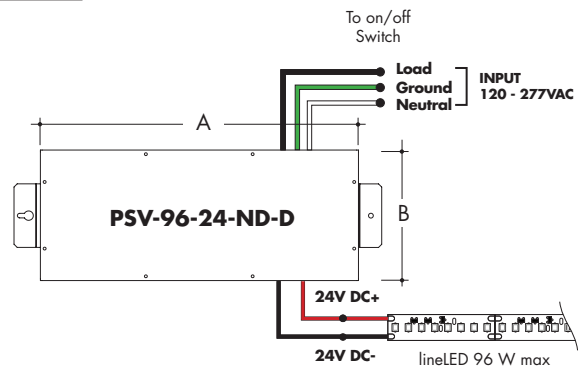 To on/off
Switch
Load
Ground
Neutral
INPUT
120 - 277VAC
A
PSV-96-24-ND-D
B
24V DC+
24V DC-
lineLED 96 W max